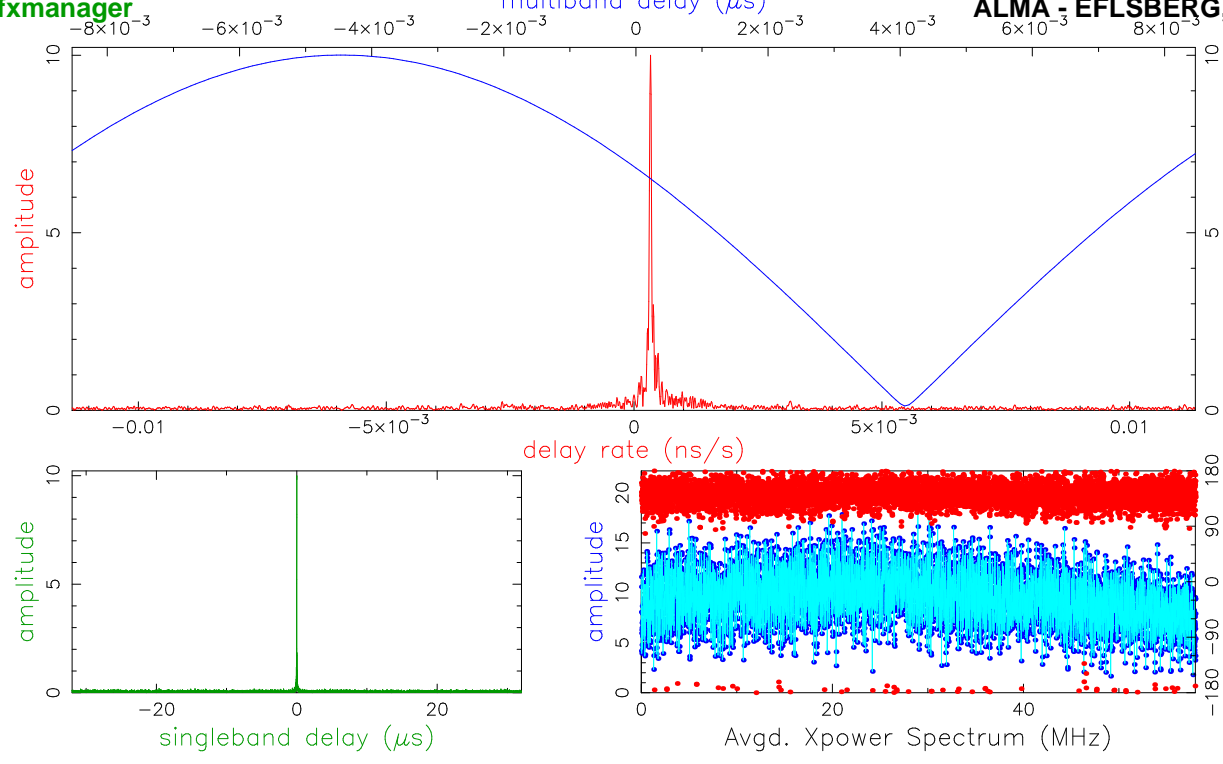 fxmanager
multiband delay (μs)
ALMA - EFLSBERG,
−8×10⁻³ −6×10⁻³ −4×10⁻³ −2×10⁻³ 0 2×10⁻³ 4×10⁻³ 6×10⁻³ 8×10⁻³
amplitude
0 5 10
0 5 10
−0.01 −5×10⁻³ 0 5×10⁻³ 0.01
delay rate (ns/s)
amplitude
0 5 10
−20 0 20
singleband delay (μs)
amplitude
0 5 10 15 20
−180 −90 0 90 180
0 20 40
Avgd. Xpower Spectrum (MHz)